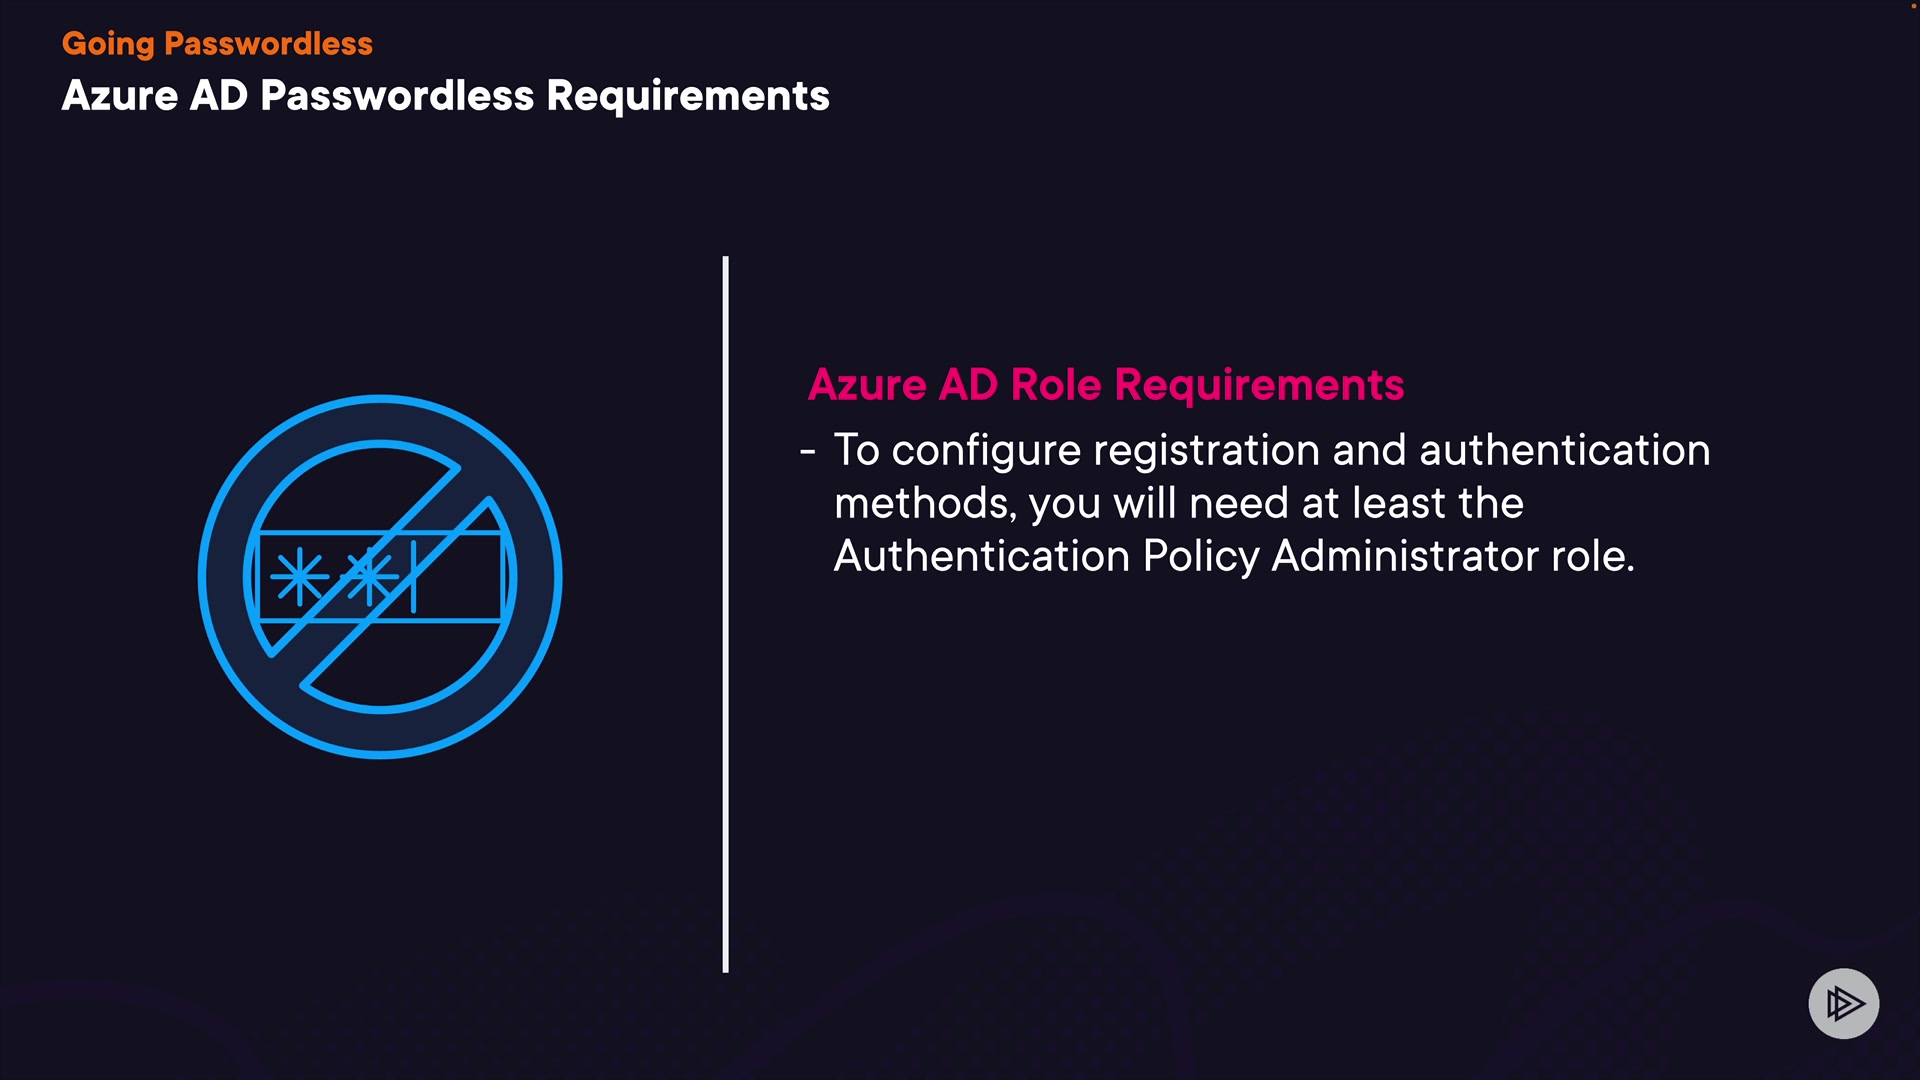 Going Passwordless
Azure AD Passwordless Requirements
Azure AD Role Requirements
- To configure registration and authentication
methods, you will need at least the
Authentication Policy Administrator role.